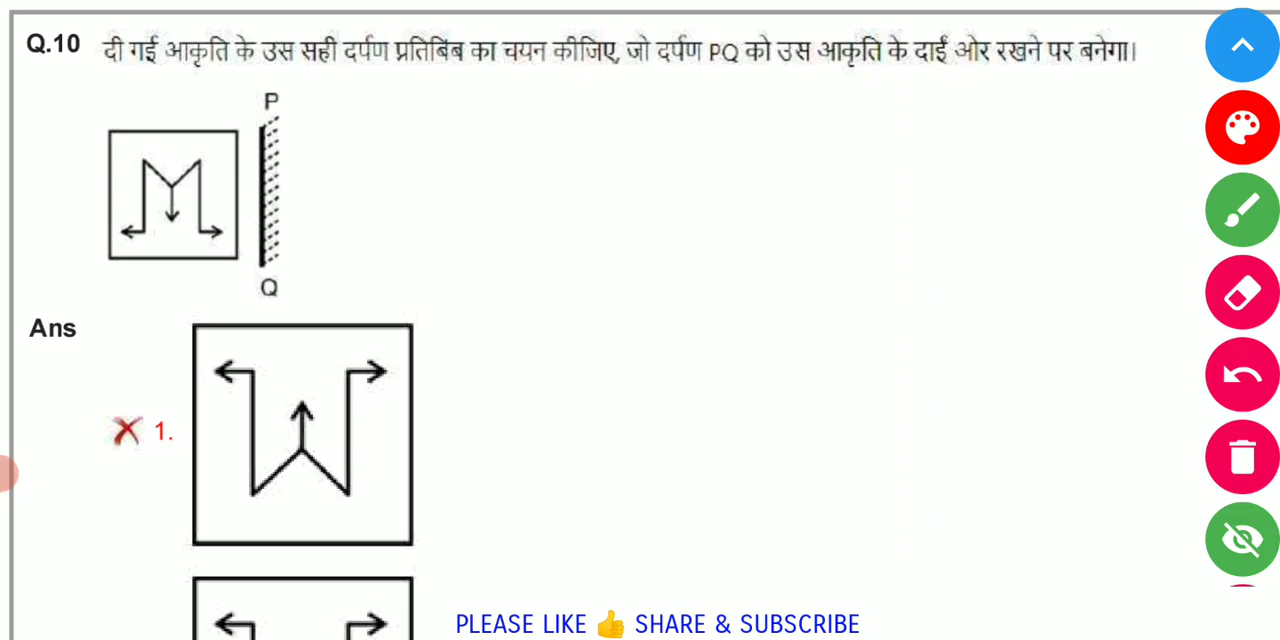 Q.10 दी गई आकृति के उस सही दर्पण प्रतिबिंब का चयन कीजिए, जो दर्पण PQ को उस आकृति के दाईं ओर रखने पर बनेगा।
P
Q
Ans
1.
PLEASE LIKE 👍 SHARE & SUBSCRIBE